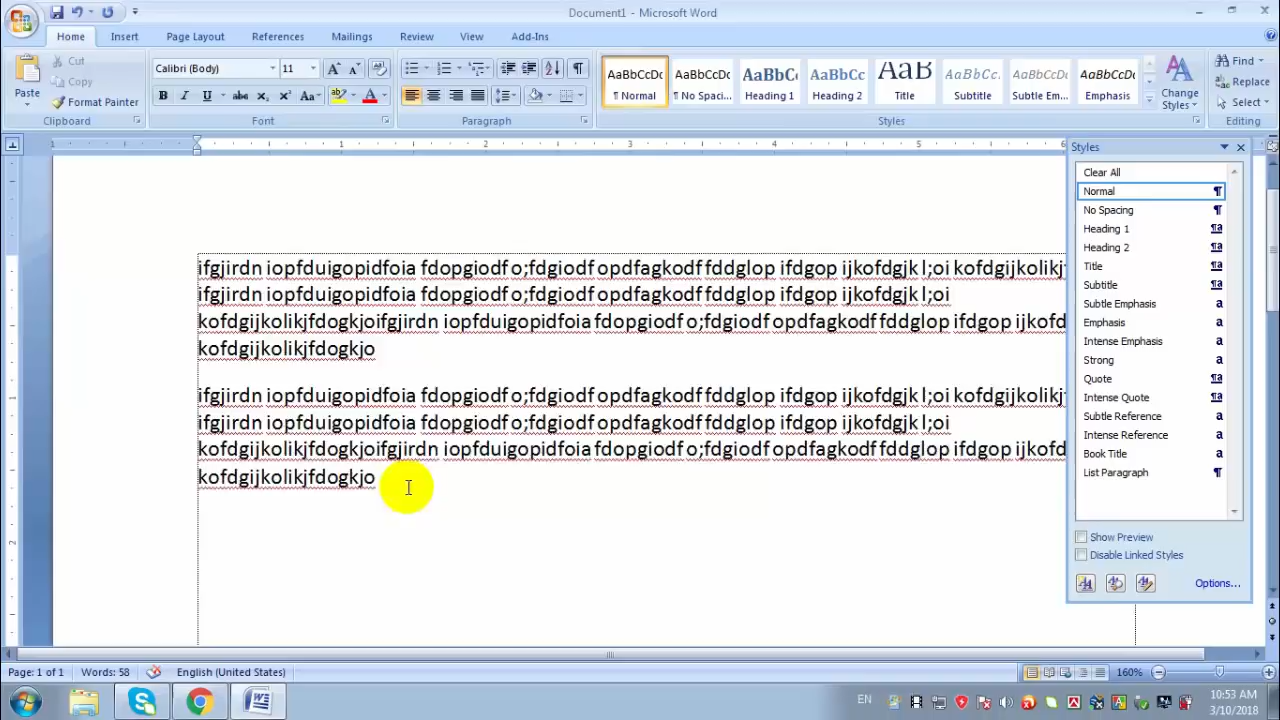 Document1 - Microsoft Word
Home Insert Page Layout References Mailings Review View Add-Ins
Paste
Cut
Copy
Format Painter
Clipboard
Calibri (Body) 11
Font
Paragraph
AaBbCcDc AaBbCcDc AaBbCc AaBbCc AaB AaBbCc. AaBbCcDc AaBbCcDc
¶ Normal ¶ No Spaci... Heading 1 Heading 2 Title Subtitle Subtle Em... Emphasis
Change Styles
Styles
Find
Replace
Select
Editing
ifgjirdn iopfduigopidfoia fdopgiodf o;fdgiodf opdfagkodf fddglop ifdgop ijkofdgjk l;oi kofdgijkolikj
ifgjirdn iopfduigopidfoia fdopgiodf o;fdgiodf opdfagkodf fddglop ifdgop ijkofdgjk l;oi
kofdgijkolikjfdogkjoifgjirdn iopfduigopidfoia fdopgiodf o;fdgiodf opdfagkodf fddglop ifdgop ijkofd
kofdgijkolikjfdogkjo
ifgjirdn iopfduigopidfoia fdopgiodf o;fdgiodf opdfagkodf fddglop ifdgop ijkofdgjk l;oi kofdgijkolikj
ifgjirdn iopfduigopidfoia fdopgiodf o;fdgiodf opdfagkodf fddglop ifdgop ijkofdgjk l;oi
kofdgijkolikjfdogkjoifgjirdn iopfduigopidfoia fdopgiodf o;fdgiodf opdfagkodf fddglop ifdgop ijkofd
kofdgijkolikjfdogkjo
Styles
Clear All
Normal
No Spacing
Heading 1
Heading 2
Title
Subtitle
Subtle Emphasis
Emphasis
Intense Emphasis
Strong
Quote
Intense Quote
Subtle Reference
Intense Reference
Book Title
List Paragraph
Show Preview
Disable Linked Styles
Options...
Page: 1 of 1 Words: 58 English (United States) 160%
EN
10:53 AM
3/10/2018